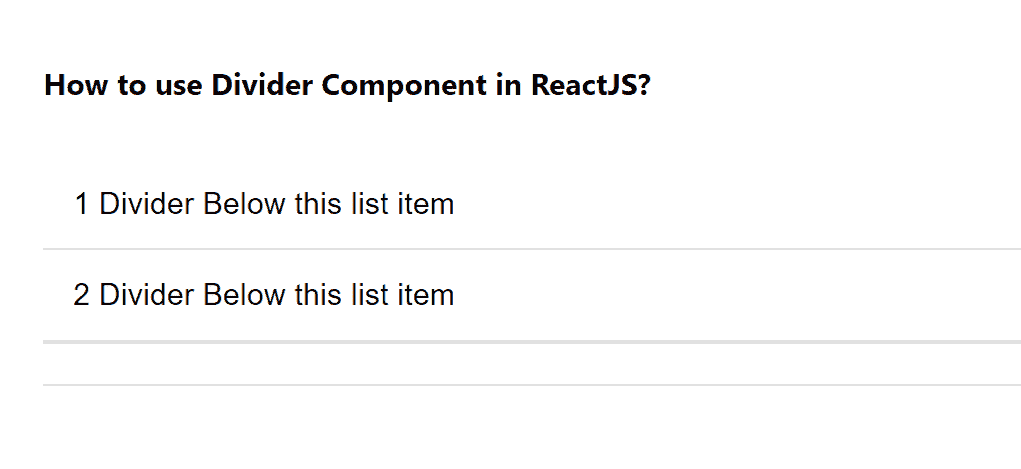 How to use Divider Component in ReactJS?
1 Divider Below this list item
2 Divider Below this list item